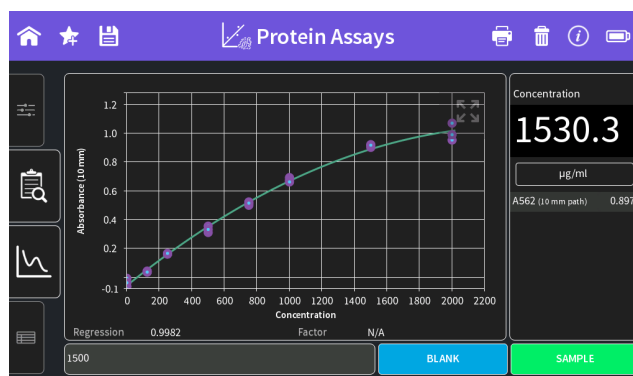 Protein Assays
Absorbance (10 mm)
1.2
1.0
0.8
0.6
0.4
0.2
-0.1
0 200 400 600 800 1000 1200 1400 1600 1800 2000 2200
Concentration
Regression 0.9982 Factor N/A
Concentration
1530.3
µg/ml
A562 (10 mm path) 0.897
1500
BLANK
SAMPLE